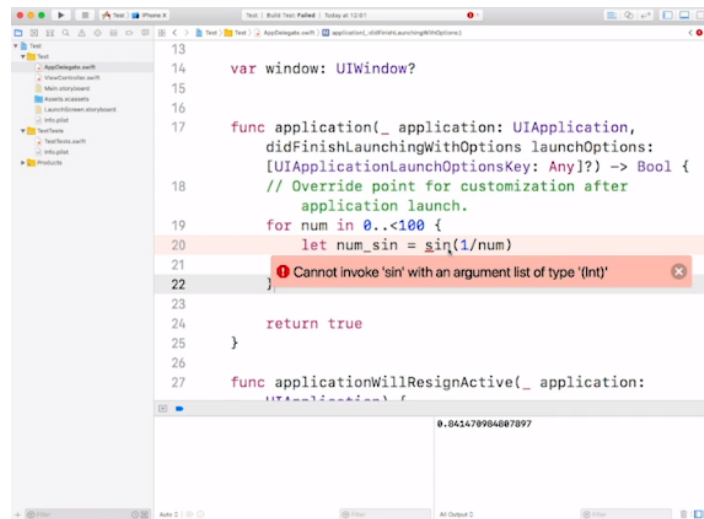 Test
iPhone X
Test | Build Test: Failed | Today at 12:01
1
Test
Test
AppDelegate.swift
application(_:didFinishLaunchingWithOptions:)
Test
Test
AppDelegate.swift
ViewController.swift
Main.storyboard
Assets.xcassets
LaunchScreen.storyboard
Info.plist
TestTests
TestTests.swift
Info.plist
Products
13
14 var window: UIWindow?
15
16
17 func application(_ application: UIApplication,
didFinishLaunchingWithOptions launchOptions:
[UIApplicationLaunchOptionsKey: Any]?) -> Bool {
18 // Override point for customization after
application launch.
19 for num in 0..<100 {
20 let num_sin = sin(1/num)
21 Cannot invoke 'sin' with an argument list of type '(Int)'
22 }
23
24 return true
25 }
26
27 func applicationWillResignActive(_ application:
UIApplication) {
0.841470984807897
Filter
Auto
Filter
All Output
Filter